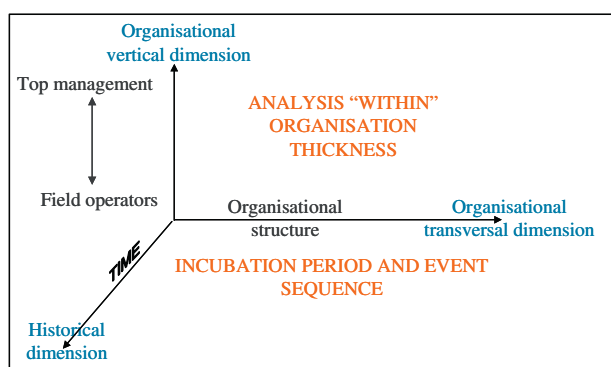 Organisational
vertical dimension
Top management
ANALYSIS “WITHIN”
ORGANISATION
THICKNESS
Field operators
Organisational
structure
Organisational
transversal dimension
TIME
INCUBATION PERIOD AND EVENT
SEQUENCE
Historical
dimension